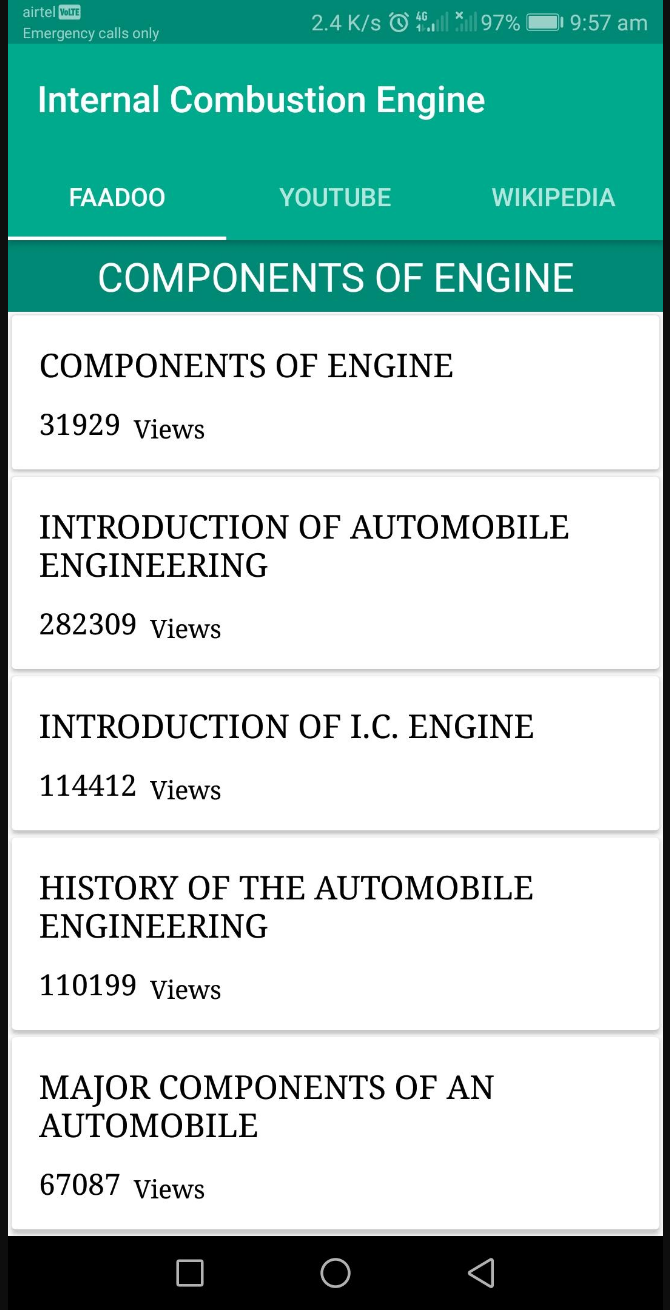 airtel VoLTE
Emergency calls only
2.4 K/s 4G 97% 9:57 am
Internal Combustion Engine
FAADOO YOUTUBE WIKIPEDIA
COMPONENTS OF ENGINE
COMPONENTS OF ENGINE
31929 Views
INTRODUCTION OF AUTOMOBILE
ENGINEERING
282309 Views
INTRODUCTION OF I.C. ENGINE
114412 Views
HISTORY OF THE AUTOMOBILE
ENGINEERING
110199 Views
MAJOR COMPONENTS OF AN
AUTOMOBILE
67087 Views